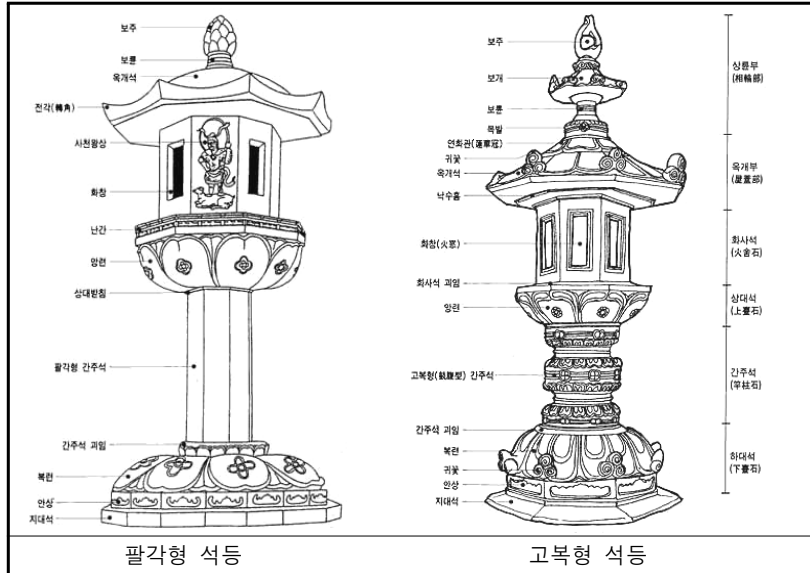 보주
보륜
옥개석
전각(轉角)
사천왕상
화창
난간
앙련
상대받침
팔각형 간주석
간주석 괴임
복련
안상
지대석
팔각형 석등
보주
보개
보륜
복발
연화관(蓮華冠)
귀꽃
옥개석
낙수홈
화창(火窓)
화사석 괴임
앙련
고복형(鼓腹型) 간주석
간주석 괴임
복련
귀꽃
안상
지대석
상륜부
(相輪部)
옥개부
(屋蓋部)
화사석
(火舍石)
상대석
(上臺石)
간주석
(竿柱石)
하대석
(下臺石)
고복형 석등